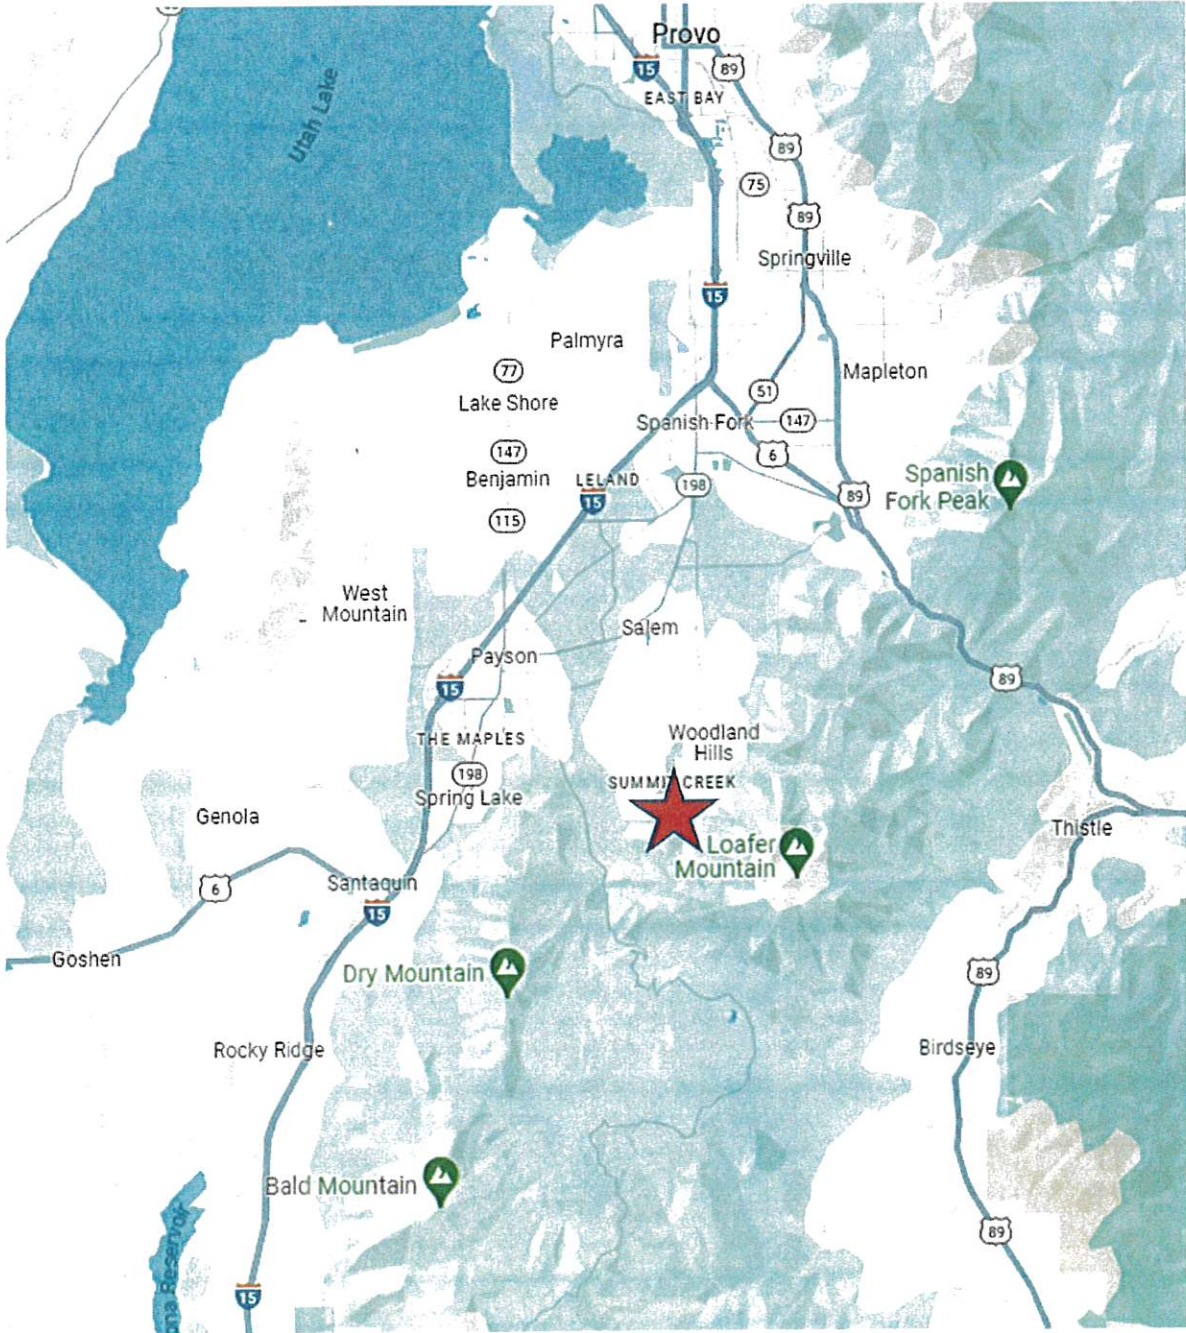 Provo
15
89
EAST BAY
Utah Lake
89
75
89
Springville
15
Palmyra
77
Mapleton
51
Lake Shore
Spanish Fork
147
147
6
Benjamin
LELAND
198
89
Spanish
Fork Peak
15
115
West
Mountain
Salem
Payson
89
15
Woodland
Hills
THE MAPLES
198
SUMMIT CREEK
Spring Lake
Genola
Thistle
Loafer
Mountain
6
Santaquin
15
Goshen
Dry Mountain
89
Rocky Ridge
Birdseye
Bald Mountain
89
ona Reservoir
15